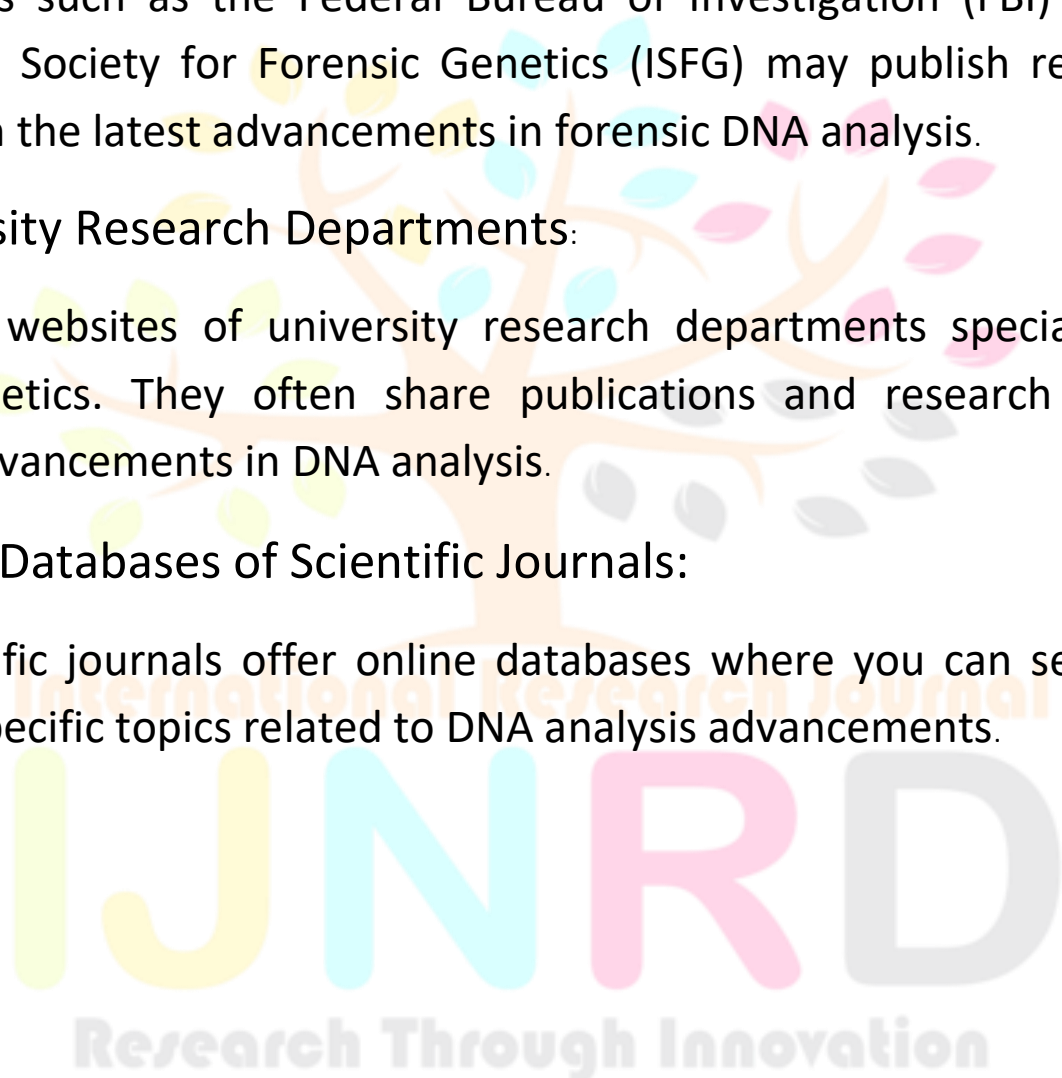 s such as the Federal Bureau of Investigation (FBI)
Society for Forensic Genetics (ISFG) may publish re
n the latest advancements in forensic DNA analysis.
sity Research Departments:
websites of university research departments specia
etics. They often share publications and research
vancements in DNA analysis.
Databases of Scientific Journals:
fic journals offer online databases where you can se
pecific topics related to DNA analysis advancements.
International Research Journal
IJNRD
Research Through Innovation